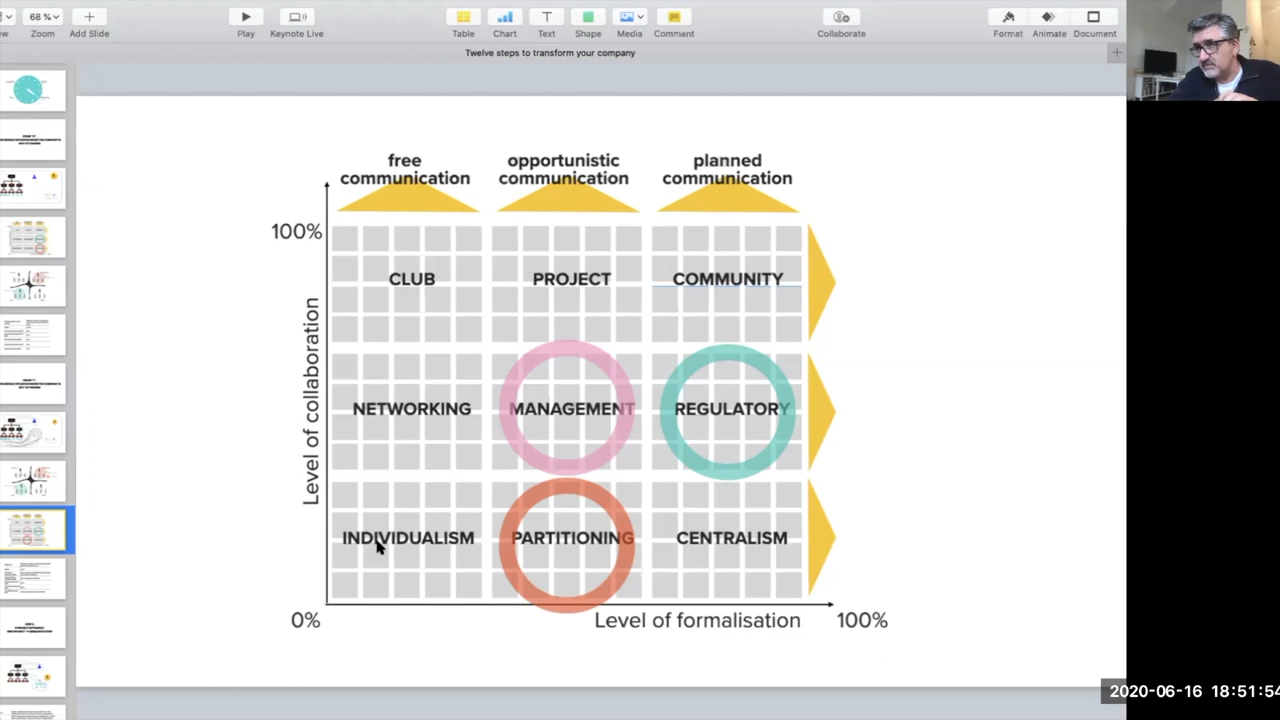 68 %
Zoom
Add Slide
Play
Keynote Live
Table
Chart
Text
Shape
Media
Comment
Collaborate
Format
Animate
Document
Twelve steps to transform your company
free
communication
opportunistic
communication
planned
communication
100%
CLUB
PROJECT
COMMUNITY
Level of collaboration
NETWORKING
MANAGEMENT
REGULATORY
INDIVIDUALISM
PARTITIONING
CENTRALISM
0%
Level of formalisation
100%
2020-06-16 18:51:54